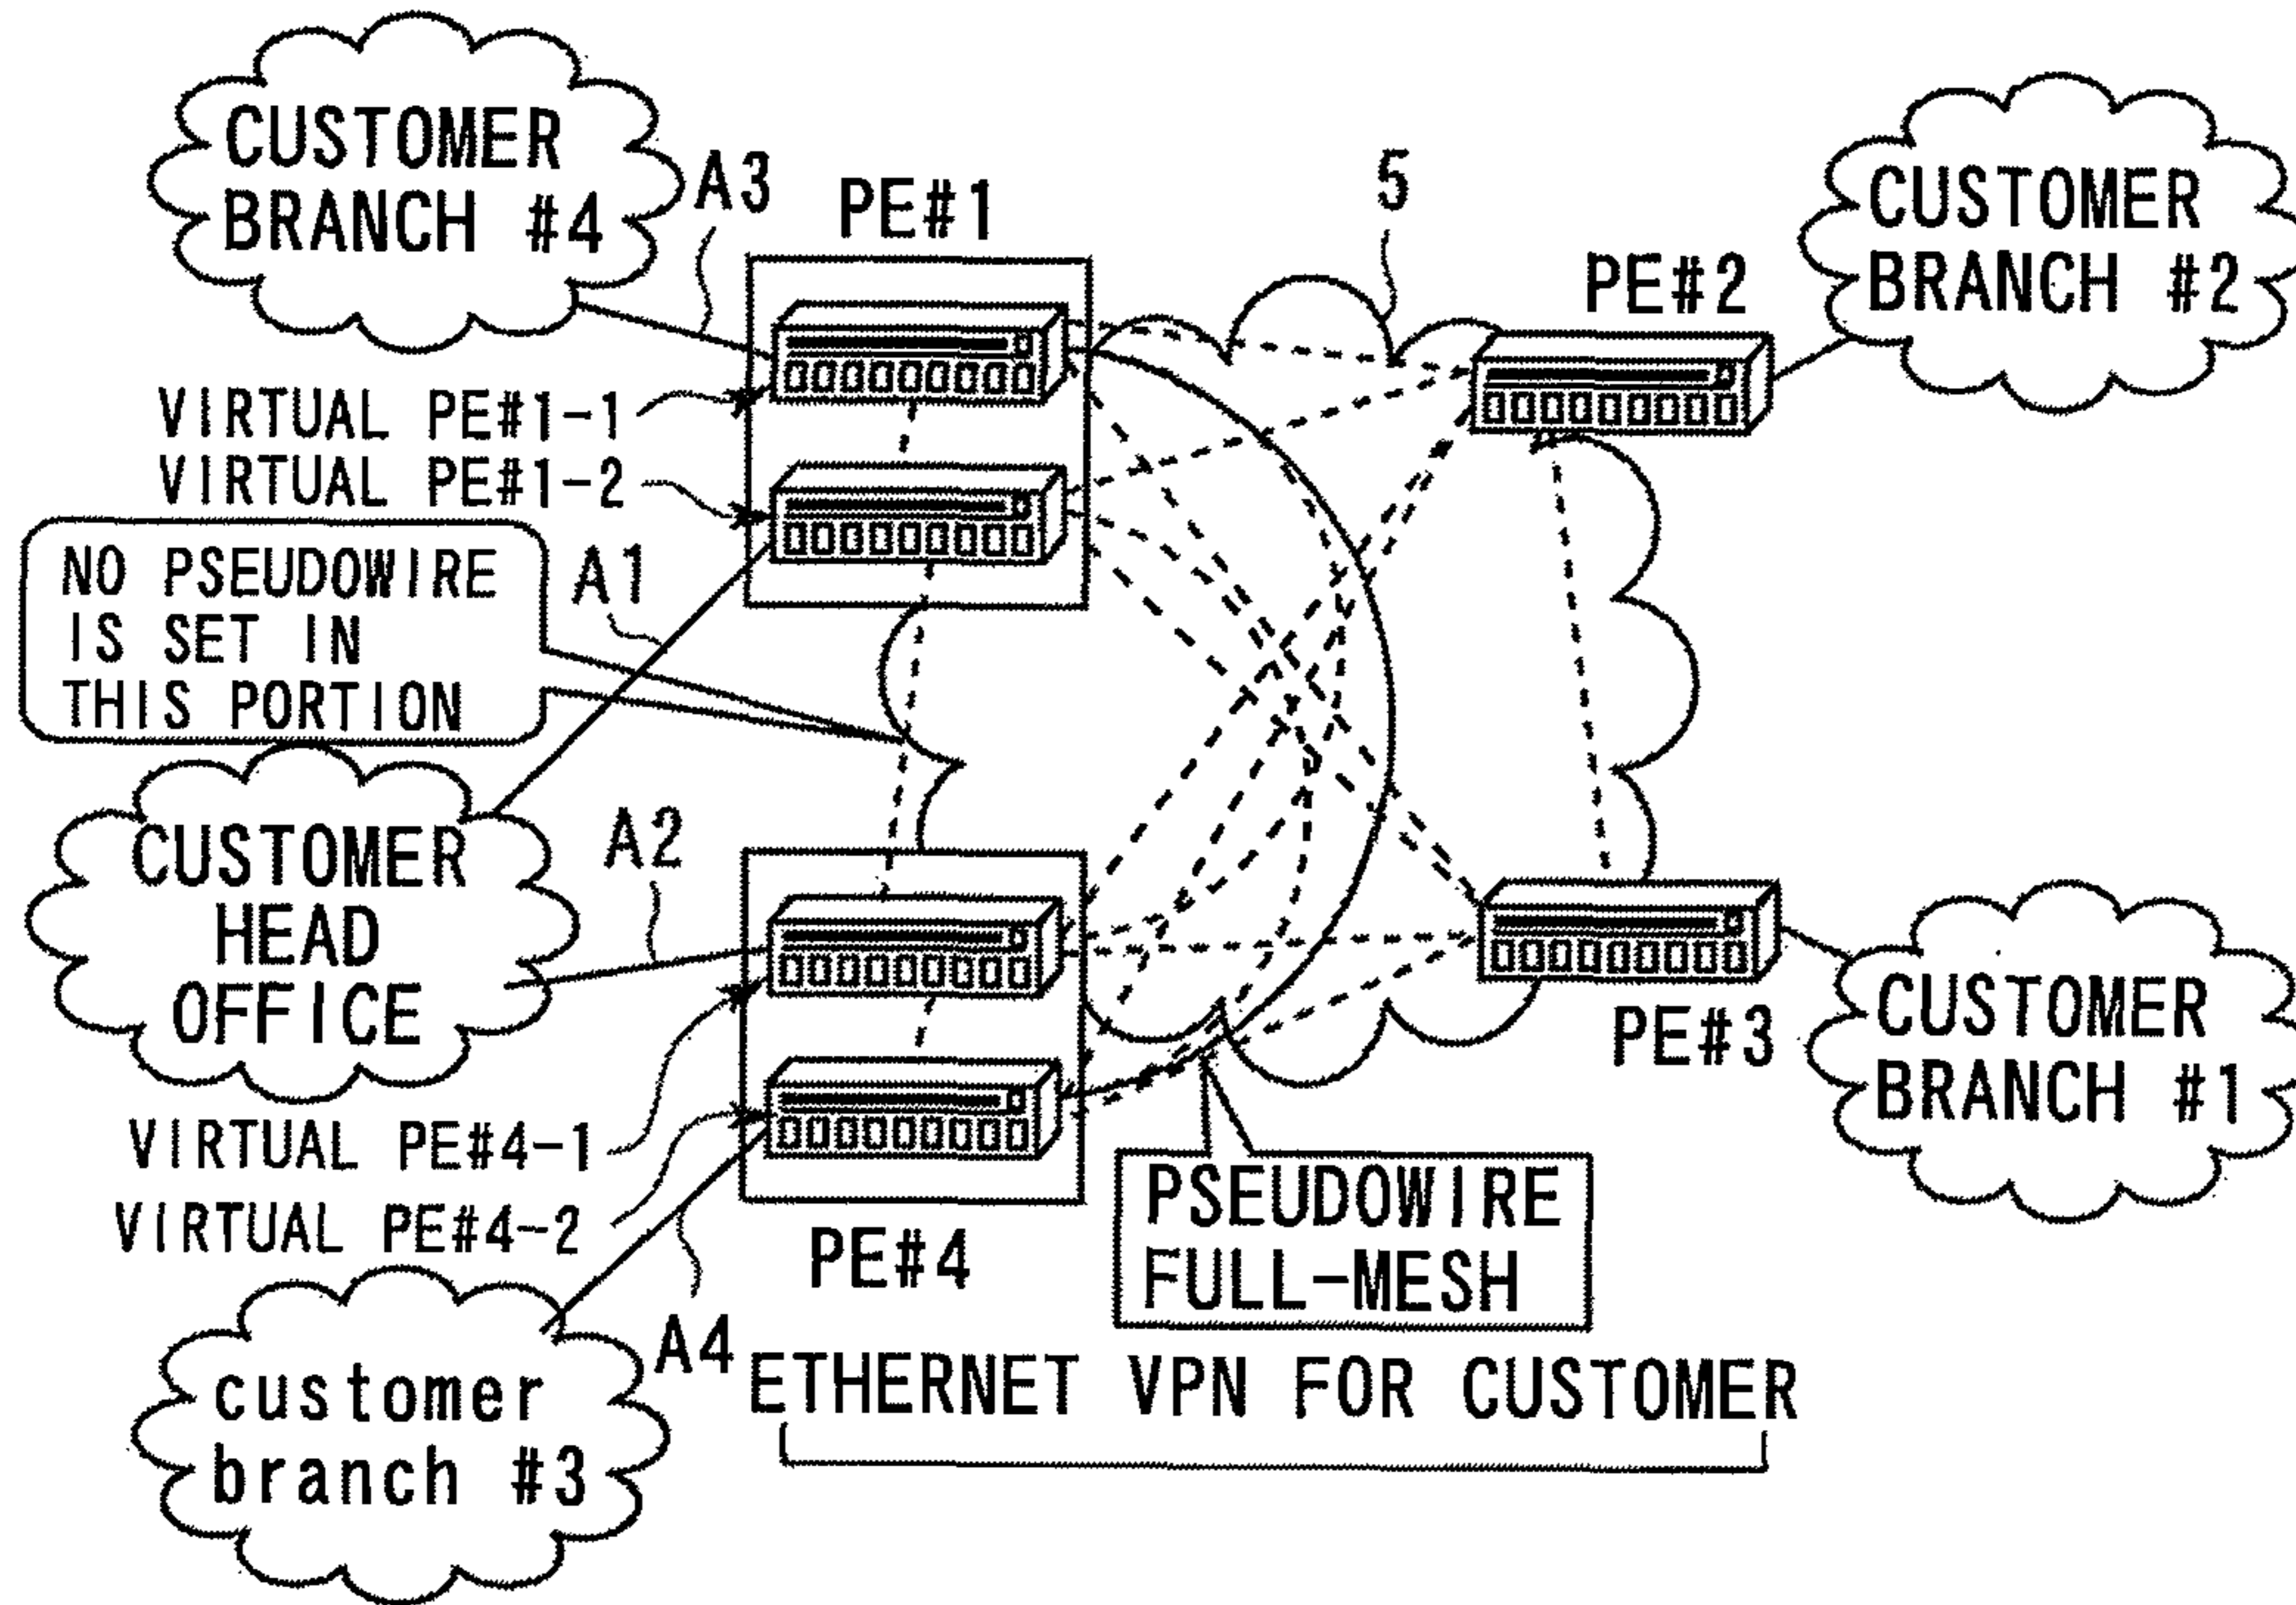 CUSTOMER
BRANCH #4
A3
PE#1
5
PE#2
CUSTOMER
BRANCH #2
VIRTUAL PE#1-1
VIRTUAL PE#1-2
NO PSEUDOWIRE
IS SET IN
THIS PORTION
A1
CUSTOMER
HEAD
OFFICE
A2
PE#3
CUSTOMER
BRANCH #1
VIRTUAL PE#4-1
VIRTUAL PE#4-2
PE#4
PSEUDOWIRE
FULL-MESH
customer
branch #3
A4
ETHERNET VPN FOR CUSTOMER